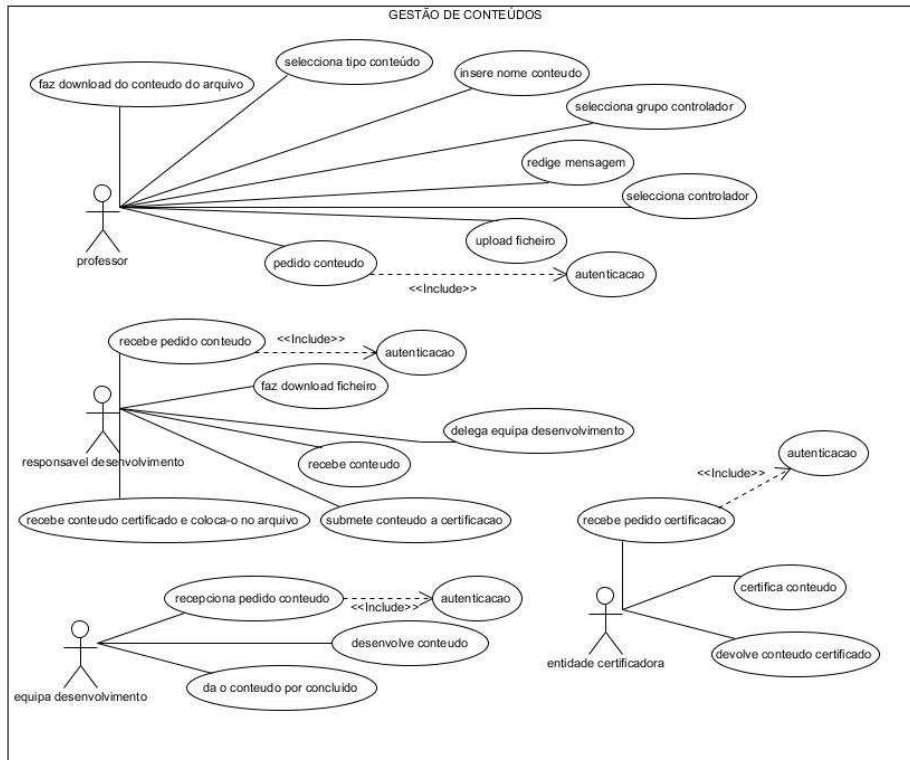 GESTÃO DE CONTEÚDOS
faz download do conteudo do arquivo
selecciona tipo conteúdo
insere nome conteudo
selecciona grupo controlador
redige mensagem
selecciona controlador
upload ficheiro
pedido conteudo
<<Include>>
autenticacao
professor
recebe pedido conteudo
<<Include>>
autenticacao
faz download ficheiro
delega equipa desenvolvimento
recebe conteudo
responsavel desenvolvimento
recebe conteudo certificado e coloca-o no arquivo
submete conteudo a certificacao
autenticacao
<<Include>>
recebe pedido certificacao
certifica conteudo
devolve conteudo certificado
entidade certificadora
recepciona pedido conteudo
<<Include>>
autenticacao
desenvolve conteudo
da o conteudo por concluido
equipa desenvolvimento